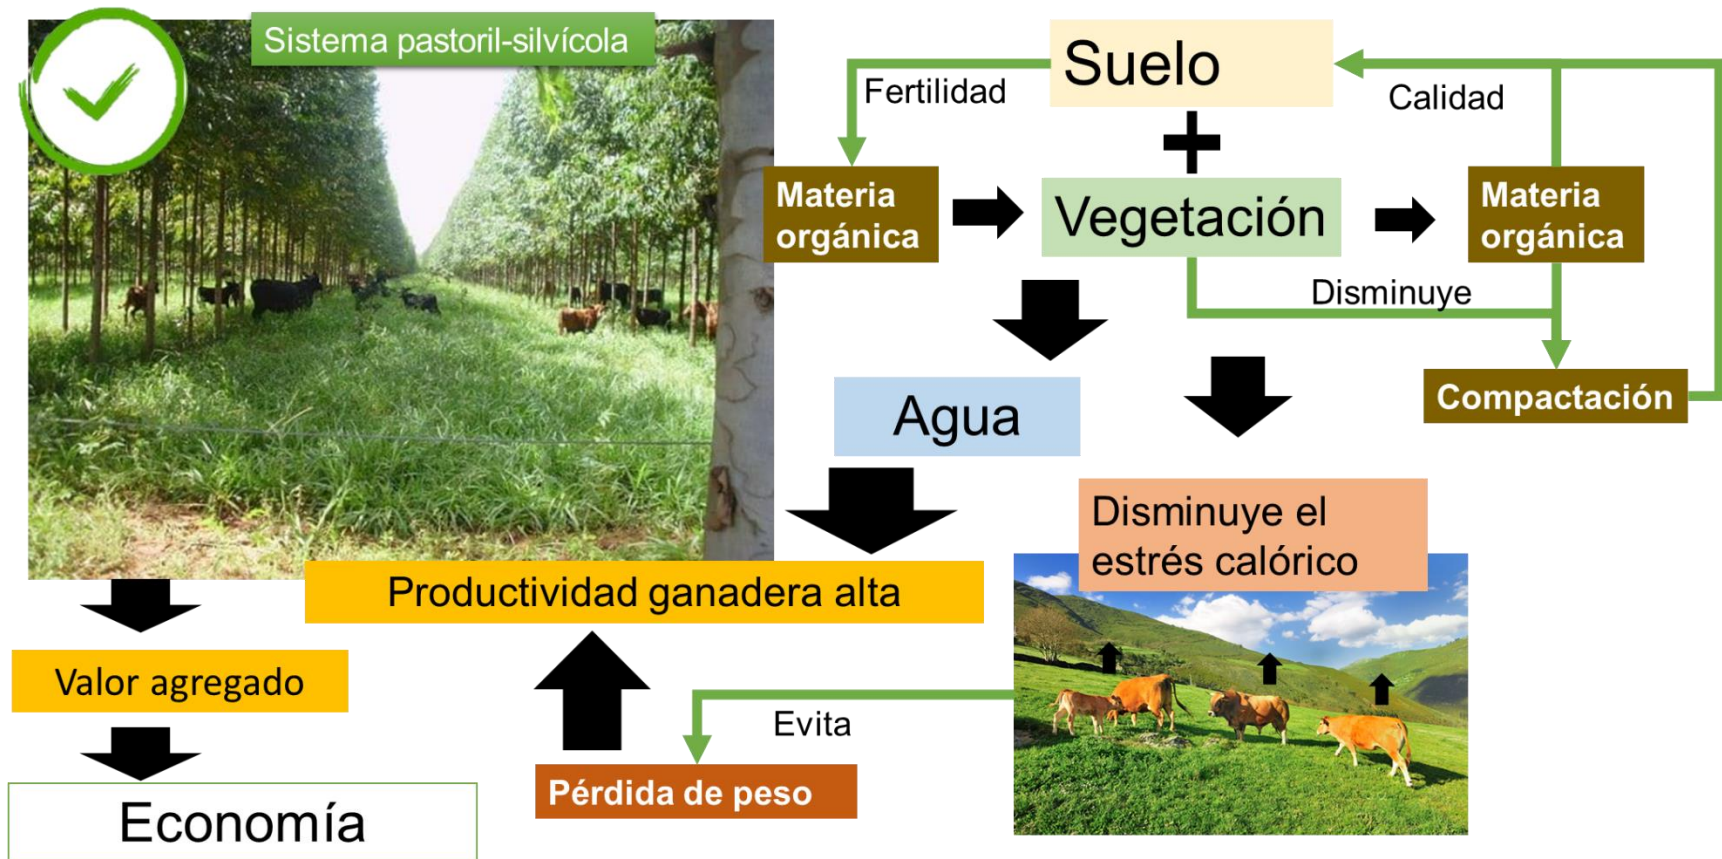 Sistema pastoril-silvícola
Suelo
Fertilidad
Calidad
Materia
orgánica
Vegetación
Materia
orgánica
Disminuye
Compactación
Agua
Disminuye el
estrés calórico
Productividad ganadera alta
Valor agregado
Evita
Pérdida de peso
Economía